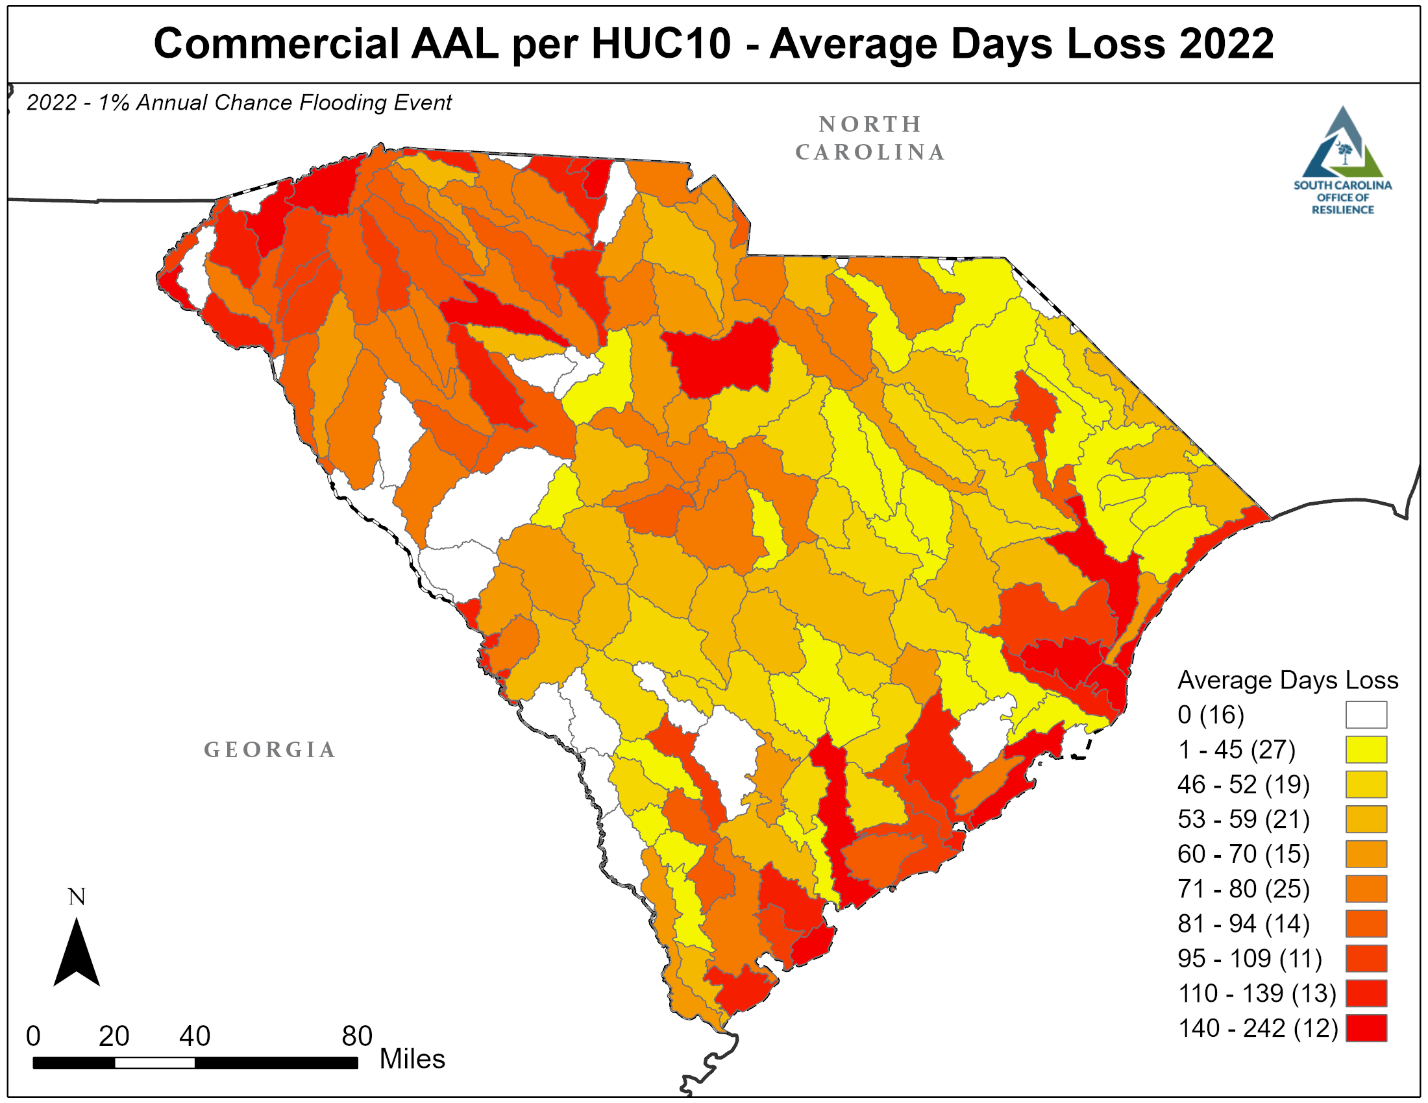 Commercial AAL per HUC10 - Average Days Loss 2022
2022 - 1% Annual Chance Flooding Event
NORTH
CAROLINA
SOUTH CAROLINA
OFFICE OF
RESILIENCE
GEORGIA
Average Days Loss
0 (16)
1 - 45 (27)
46 - 52 (19)
53 - 59 (21)
60 - 70 (15)
71 - 80 (25)
81 - 94 (14)
95 - 109 (11)
110 - 139 (13)
140 - 242 (12)
N
0 20 40 80
Miles